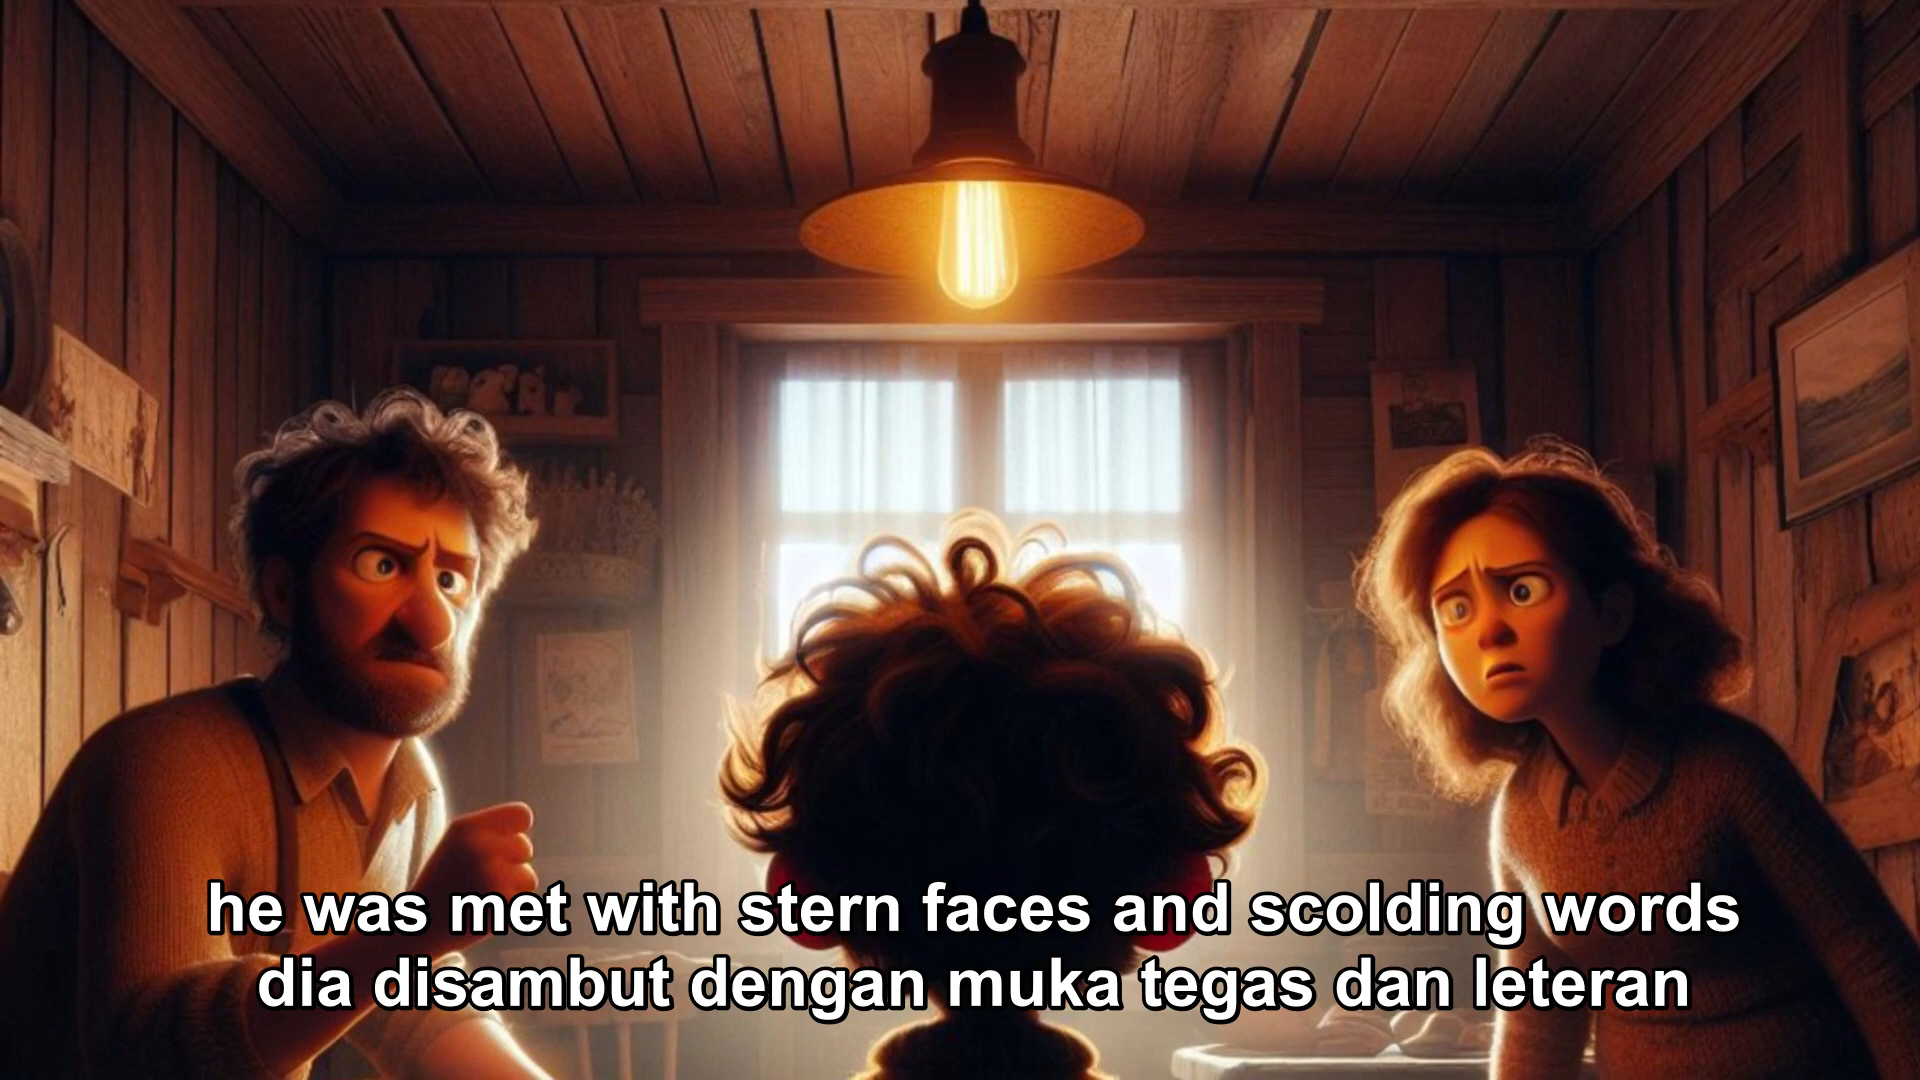 he was met with stern faces and scolding words
dia disambut dengan muka tegas dan leteran